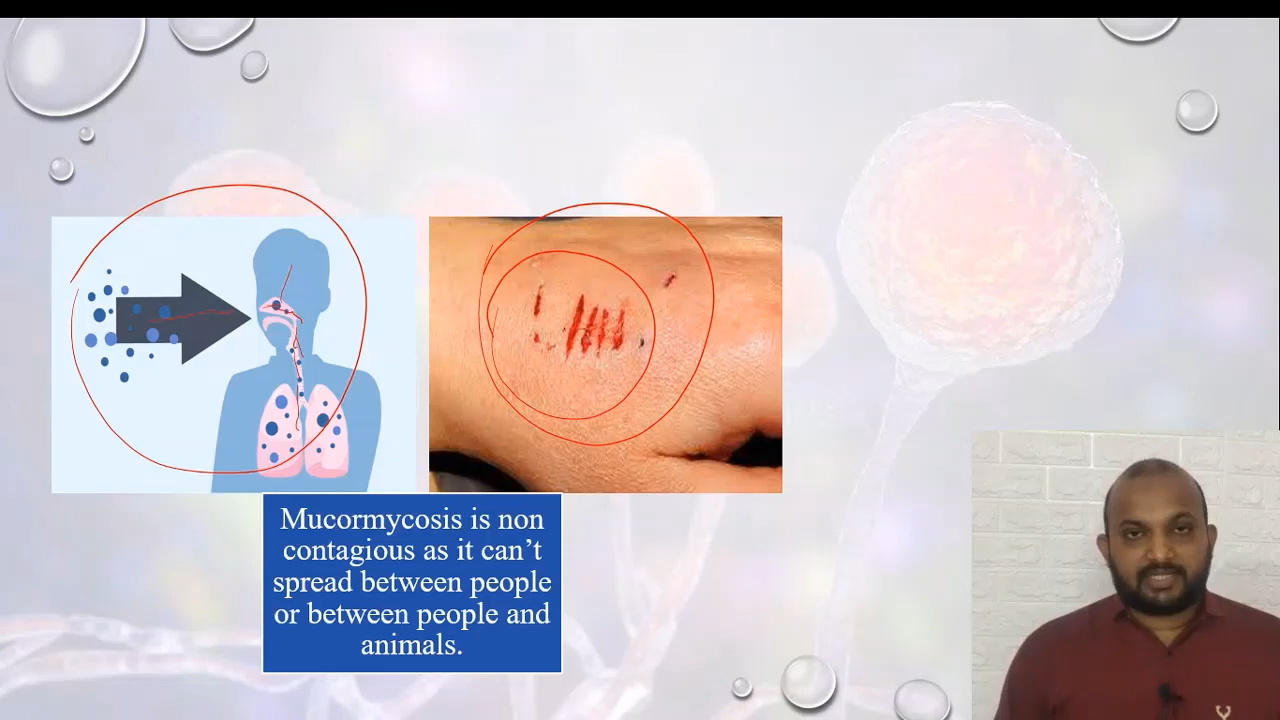 Mucormycosis is non
contagious as it can’t
spread between people
or between people and
animals.